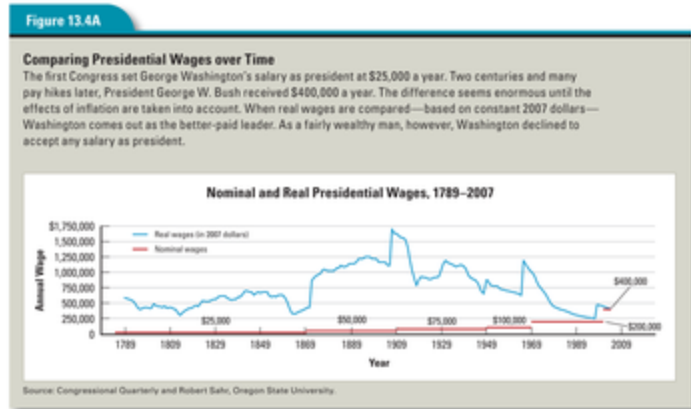 Figure 13.4A
Comparing Presidential Wages over Time
The first Congress set George Washington's salary as president at $25,000 a year. Two centuries and many
pay hikes later, President George W. Bush received $400,000 a year. The difference seems enormous until the
effects of inflation are taken into account. When real wages are compared—based on constant 2007 dollars—
Washington comes out as the better-paid leader. As a fairly wealthy man, however, Washington declined to
accept any salary as president.
Nominal and Real Presidential Wages, 1789–2007
Annual Wage
$1,750,000
1,500,000
1,250,000
1,000,000
750,000
500,000
250,000
0
Real wages (in 2007 dollars)
Nominal wages
$25,000
$50,000
$75,000
$100,000
$400,000
$200,000
1789 1809 1829 1849 1869 1889 1909 1929 1949 1969 1989 2009
Year
Source: Congressional Quarterly and Robert Sahr, Oregon State University.